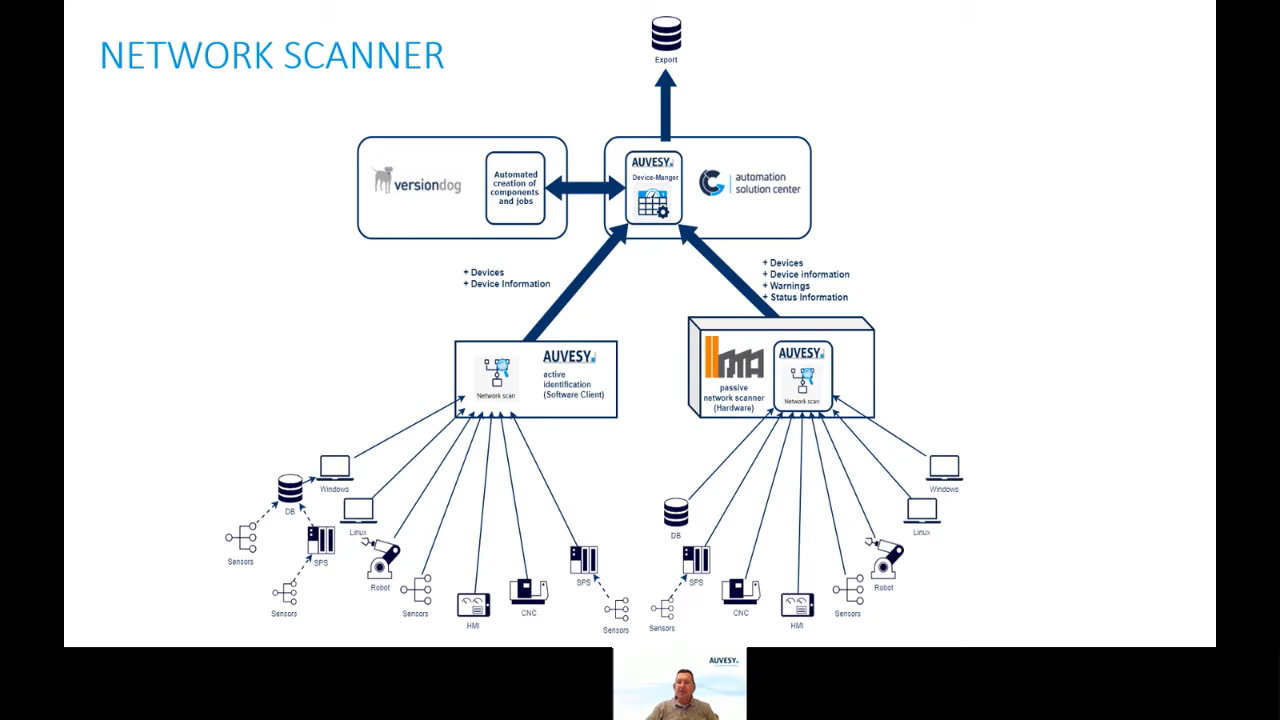 NETWORK SCANNER
Export
versiondog
Automated
creation of
components
and jobs
AUVESY
Device-Manger
automation
solution center
+ Devices
+ Device Information
+ Devices
+ Device information
+ Warnings
+ Status Information
Network scan
AUVESY
active
identification
(Software Client)
passive
network scanner
(Hardware)
AUVESY
Network scan
Windows
DB
Linux
Sensors
SPS
Sensors
Robot
Sensors
HMI
CNC
SPS
Sensors
Windows
DB
Linux
SPS
Sensors
CNC
HMI
Sensors
Robot
AUVESY